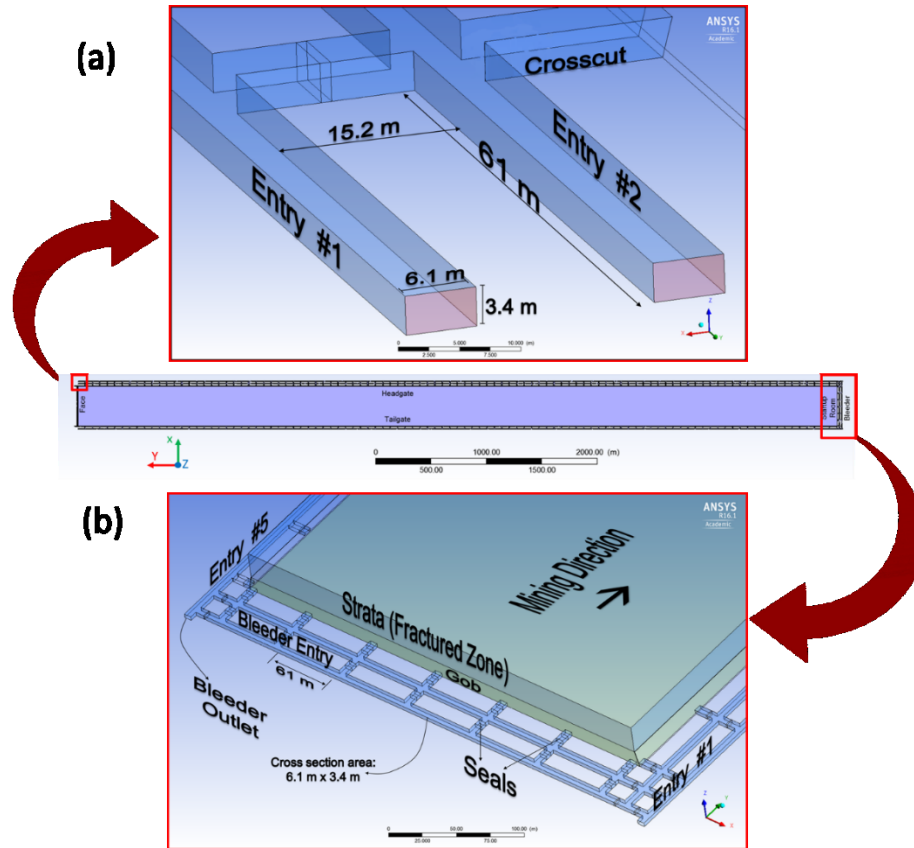 (a)
ANSYS
R16.1
Academic
Crosscut
15.2 m
61 m
Entry #1
Entry #2
6.1 m
3.4 m
0
5.000
10.000 (m)
2.500
7.500
Z
X
Y
Face
Headgate
Tailgate
Startup
Room
Bleeder
X
Y
Z
0
1000.00
2000.00 (m)
500.00
1500.00
(b)
ANSYS
R16.1
Academic
Entry #5
Mining Direction
Strata (Fractured Zone)
Bleeder Entry
Gob
61 m
Bleeder
Outlet
Cross section area:
6.1 m x 3.4 m
Seals
Entry #1
0
50.00
100.00 (m)
25.000
75.000
Z
Y
X